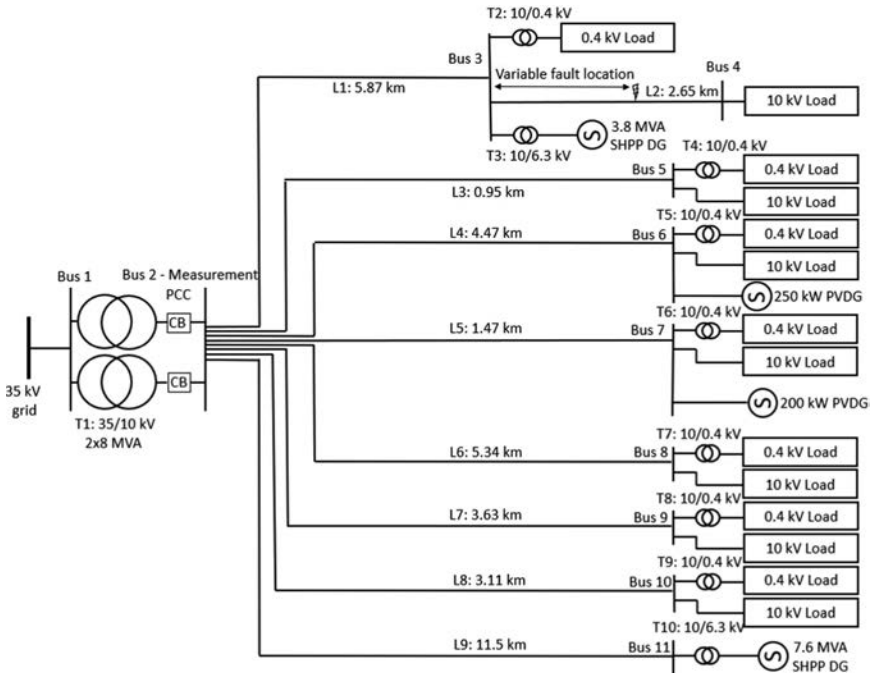 T2: 10/0.4 kV
0.4 kV Load
Bus 3
Variable fault location
Bus 4
L1: 5.87 km
L2: 2.65 km
10 kV Load
3.8 MVA
SHPP DG
T3: 10/6.3 kV
T4: 10/0.4 kV
Bus 5
0.4 kV Load
L3: 0.95 km
10 kV Load
T5: 10/0.4 kV
L4: 4.47 km
Bus 6
0.4 kV Load
10 kV Load
Bus 1
Bus 2 - Measurement
PCC
250 kW PVDG
T6: 10/0.4 kV
CB
L5: 1.47 km
Bus 7
0.4 kV Load
10 kV Load
CB
35 kV
grid
T1: 35/10 kV
2x8 MVA
200 kW PVDG
T7: 10/0.4 kV
L6: 5.34 km
Bus 8
0.4 kV Load
10 kV Load
T8: 10/0.4 kV
L7: 3.63 km
Bus 9
0.4 kV Load
10 kV Load
T9: 10/0.4 kV
L8: 3.11 km
Bus 10
0.4 kV Load
10 kV Load
T10: 10/6.3 kV
L9: 11.5 km
Bus 11
7.6 MVA
SHPP DG